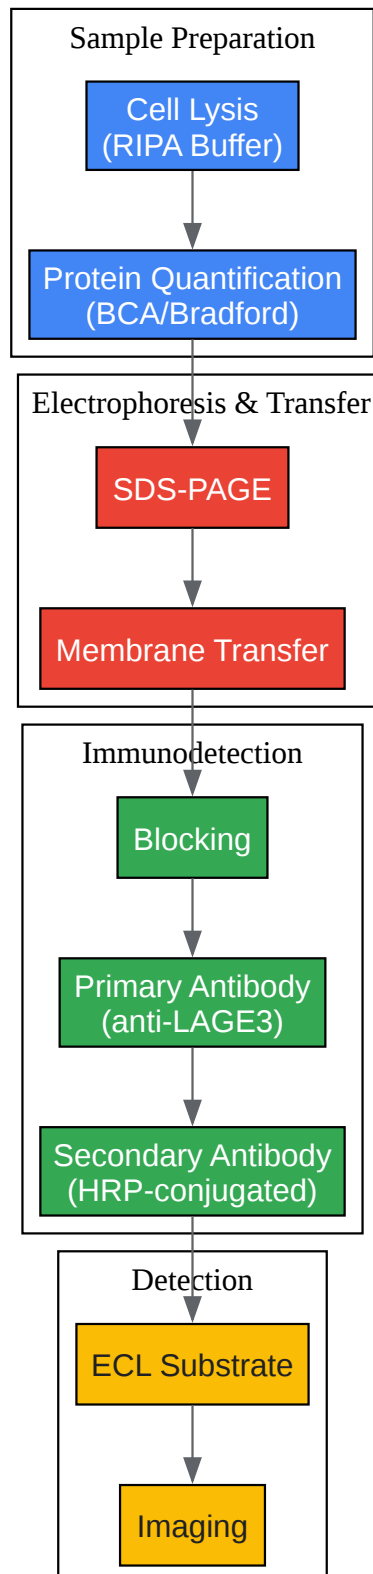 Sample Preparation
Cell Lysis
(RIPA Buffer)
Protein Quantification
(BCA/Bradford)
Electrophoresis & Transfer
SDS-PAGE
Membrane Transfer
Immunodetection
Blocking
Primary Antibody
(anti-LAGE3)
Secondary Antibody
(HRP-conjugated)
Detection
ECL Substrate
Imaging